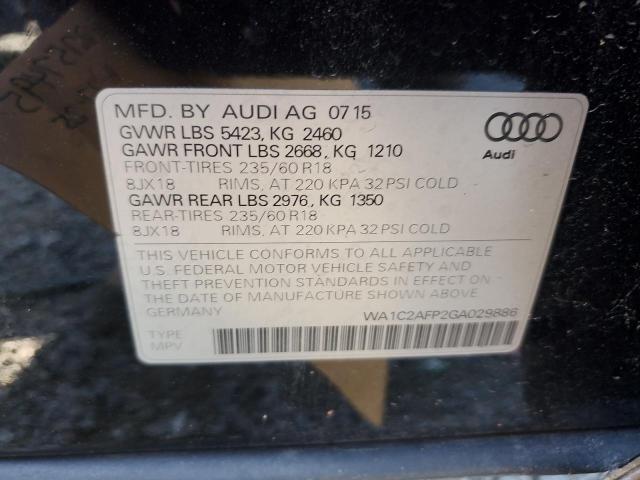 MFD. BY AUDI AG 07 15
GVWR LBS 5423, KG 2460
GAWR FRONT LBS 2668, KG 1210
FRONT-TIRES 235/60 R18
8JX18 RIMS, AT 220 KPA 32 PSI COLD
GAWR REAR LBS 2976, KG 1350
REAR-TIRES 235/60 R18
8JX18 RIMS, AT 220 KPA 32 PSI COLD
Audi
THIS VEHICLE CONFORMS TO ALL APPLICABLE
U.S. FEDERAL MOTOR VEHICLE SAFETY AND
THEFT PREVENTION STANDARDS IN EFFECT ON
THE DATE OF MANUFACTURE SHOWN ABOVE.
GERMANY
WA1C2AFP2GA029886
TYPE
MPV